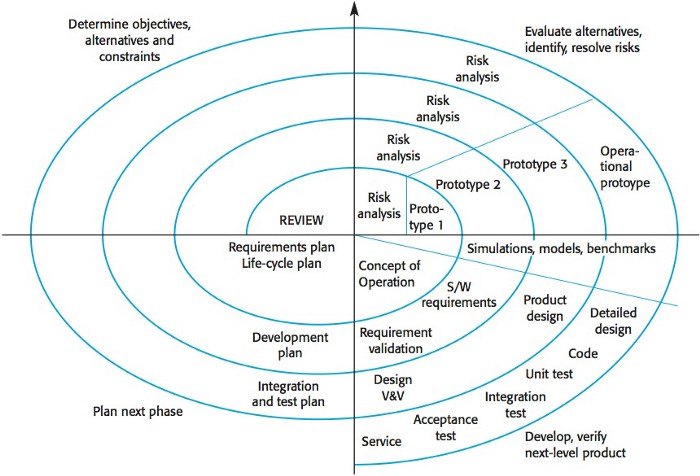 Determine objectives,
alternatives and
constraints
Evaluate alternatives,
identify, resolve risks
Risk
analysis
Risk
analysis
Risk
analysis
Risk
analysis
Proto-
type 1
Prototype 2
Prototype 3
Opera-
tional
protoype
REVIEW
Requirements plan
Life-cycle plan
Simulations, models, benchmarks
Concept of
Operation
S/W
requirements
Product
design
Detailed
design
Development
plan
Requirement
validation
Code
Unit test
Integration
and test plan
Design
V&V
Integration
test
Plan next phase
Acceptance
test
Service
Develop, verify
next-level product